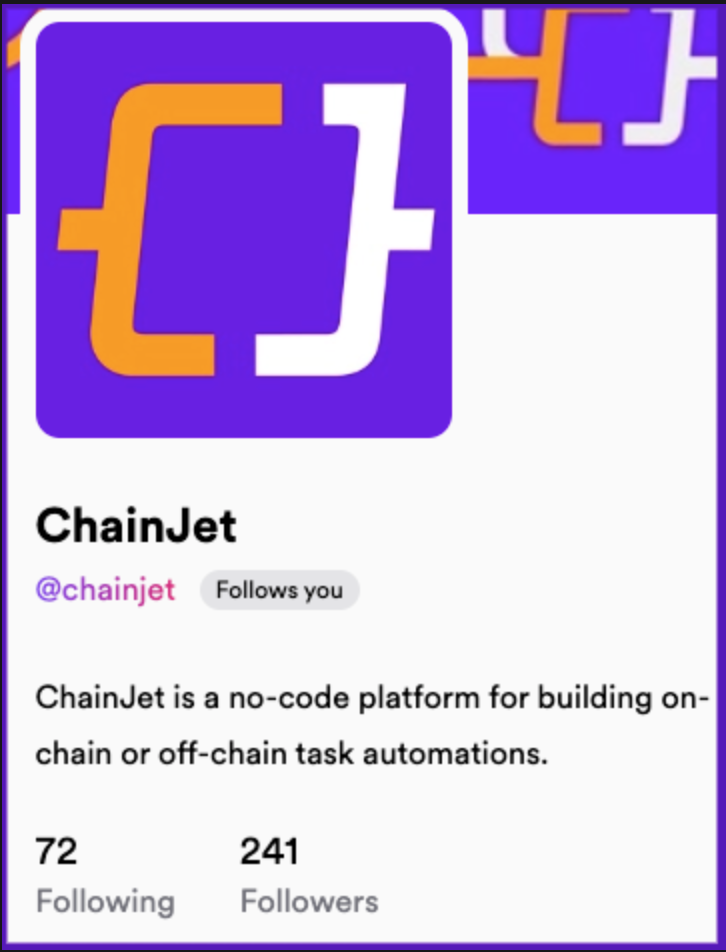 ChainJet
@chainjet Follows you
ChainJet is a no-code platform for building on-
chain or off-chain task automations.
72 241
Following Followers